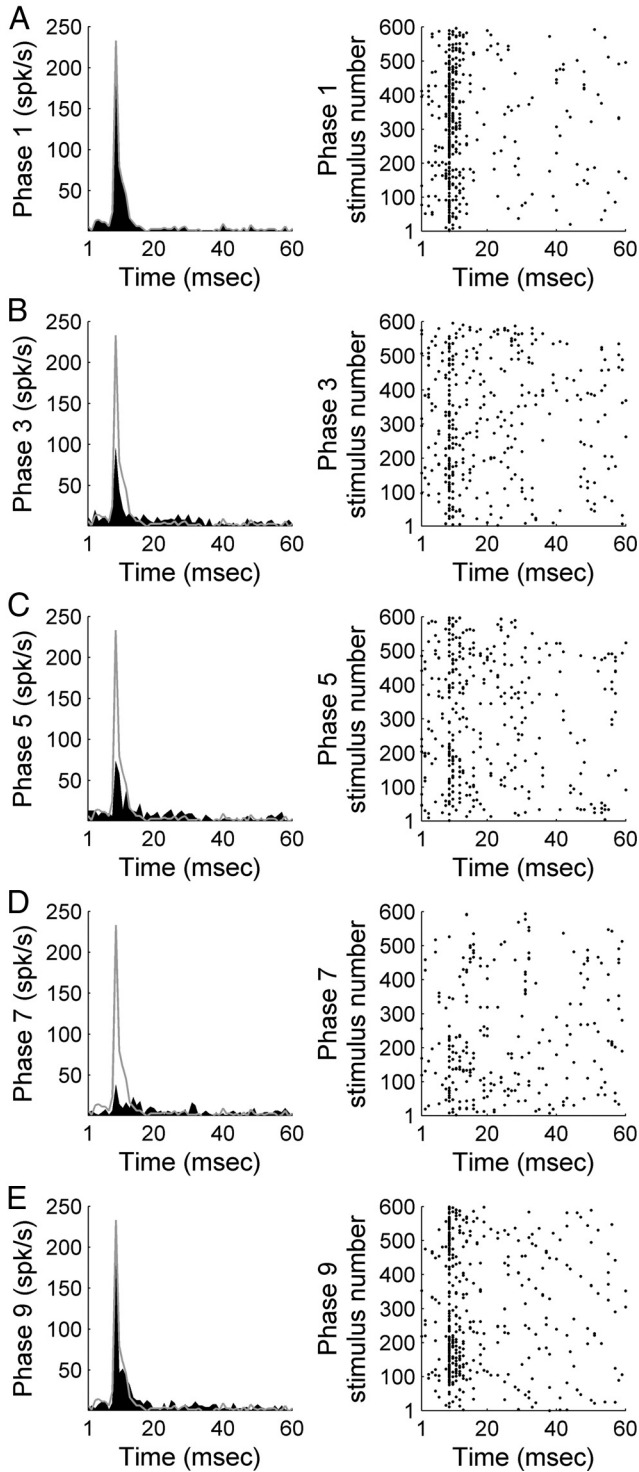 A
Phase 1 (spk/s)
250
200
150
100
50
1 20 40 60
Time (msec)
Phase 1
stimulus number
600
500
400
300
200
100
1
1 20 40 60
Time (msec)
B
Phase 3 (spk/s)
250
200
150
100
50
1 20 40 60
Time (msec)
Phase 3
stimulus number
600
500
400
300
200
100
1
1 20 40 60
Time (msec)
C
Phase 5 (spk/s)
250
200
150
100
50
1 20 40 60
Time (msec)
Phase 5
stimulus number
600
500
400
300
200
100
1
1 20 40 60
Time (msec)
D
Phase 7 (spk/s)
250
200
150
100
50
1 20 40 60
Time (msec)
Phase 7
stimulus number
600
500
400
300
200
100
1
1 20 40 60
Time (msec)
E
Phase 9 (spk/s)
250
200
150
100
50
1 20 40 60
Time (msec)
Phase 9
stimulus number
600
500
400
300
200
100
1
1 20 40 60
Time (msec)